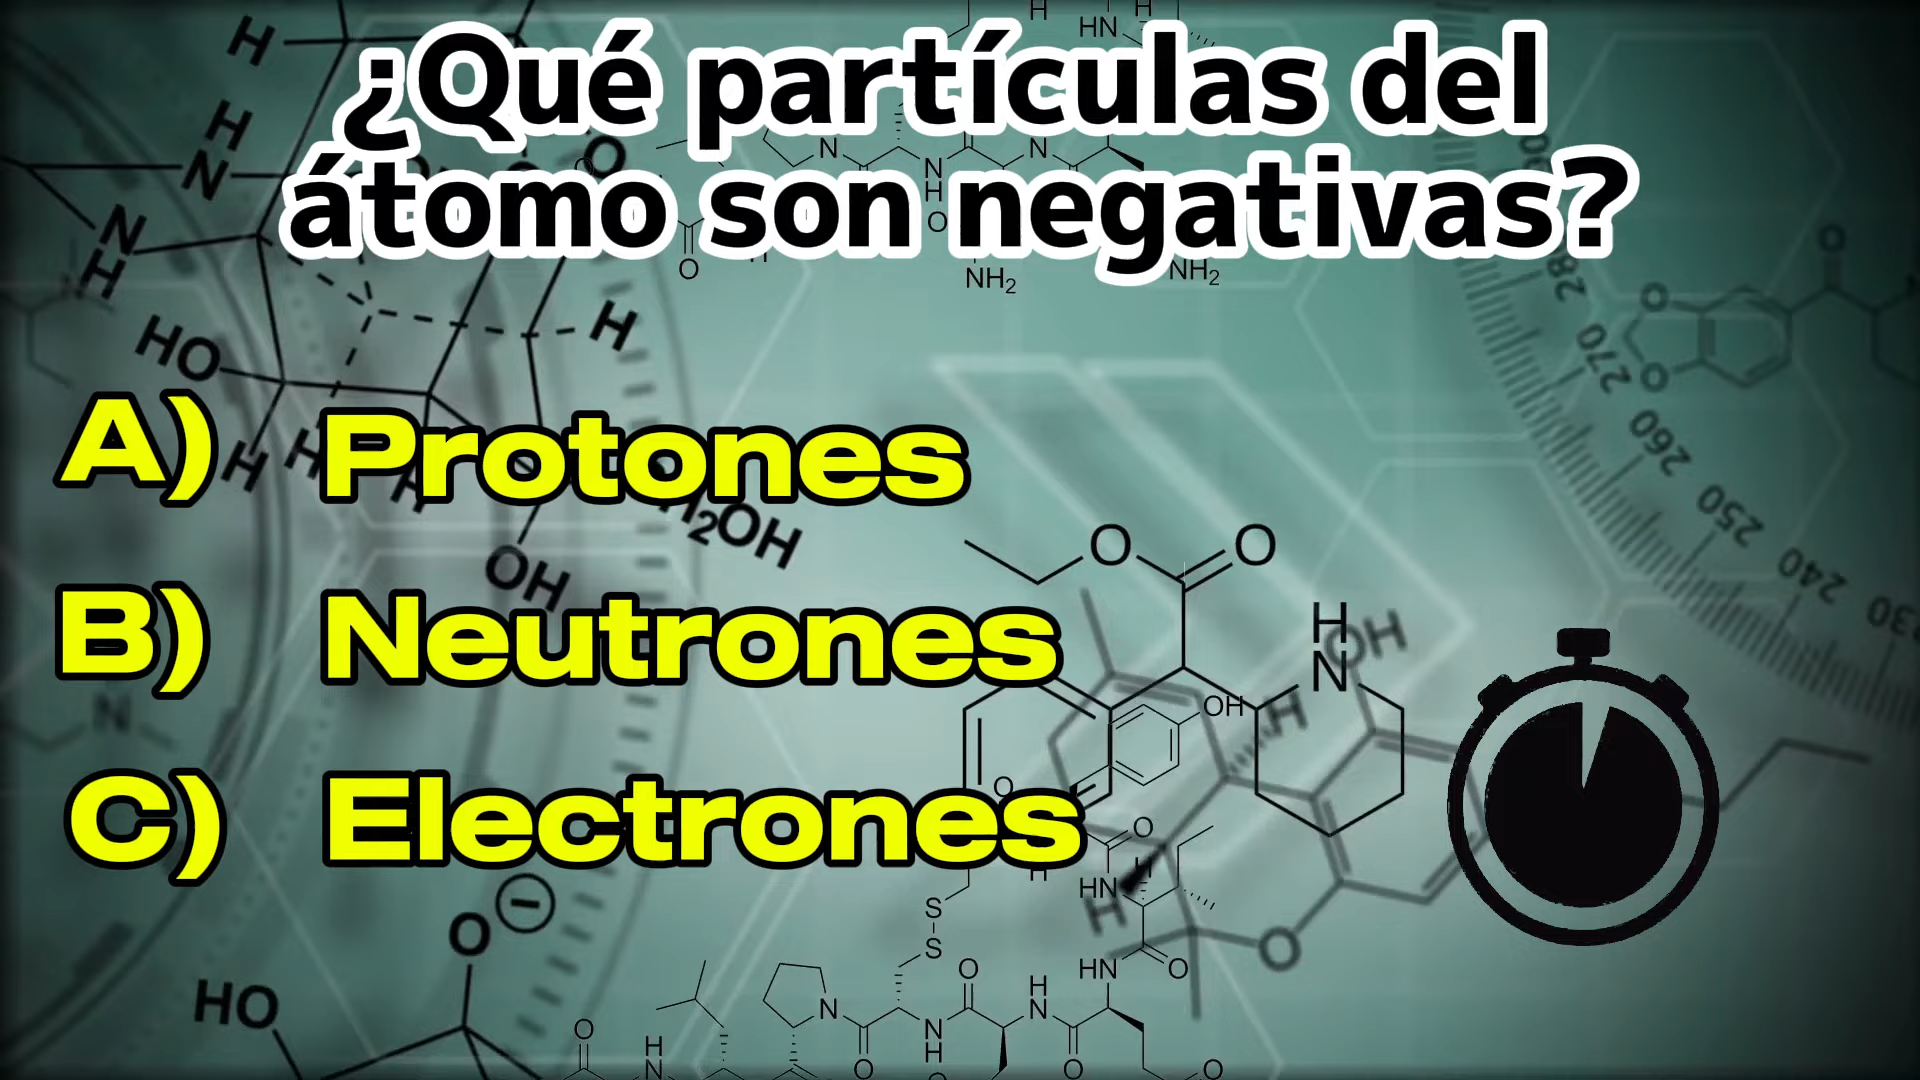 ¿Qué partículas del
átomo son negativas?
A) Protones
B) Neutrones
C) Electrones